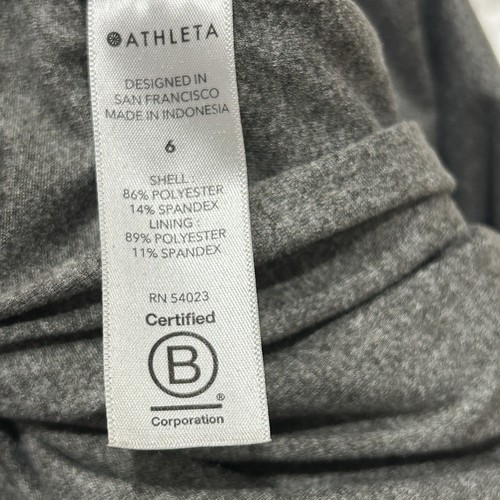 ATHLETA
DESIGNED IN
SAN FRANCISCO
MADE IN INDONESIA
6
SHELL :
86% POLYESTER
14% SPANDEX
LINING :
89% POLYESTER
11% SPANDEX
RN 54023
Certified
B
®
Corporation